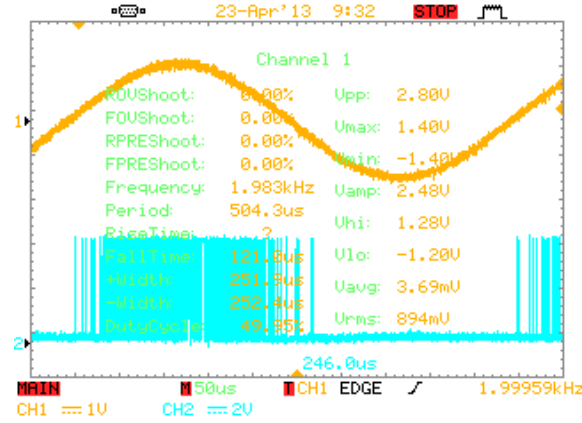 23-Apr'13 9:32 STOP
Channel 1
ROVShoot: 0.00% Vpp: 2.80V
FOVShoot: 0.00% Vmax: 1.40V
RPREShoot: 0.00% Vmin: -1.40V
FPREShoot: 0.00% Vamp: 2.48V
Frequency: 1.983kHz Vhi: 1.28V
Period: 504.3us Vlo: -1.20V
RiseTime: ?
FallTime: 121.0us Vavg: 3.69mV
+Width: 251.9us Vrms: 894mV
-Width: 252.4us
DutyCycle: 49.95%
1
2
246.0us
MAIN M 50us T CH1 EDGE 1.99959kHz
CH1 1V CH2 2V